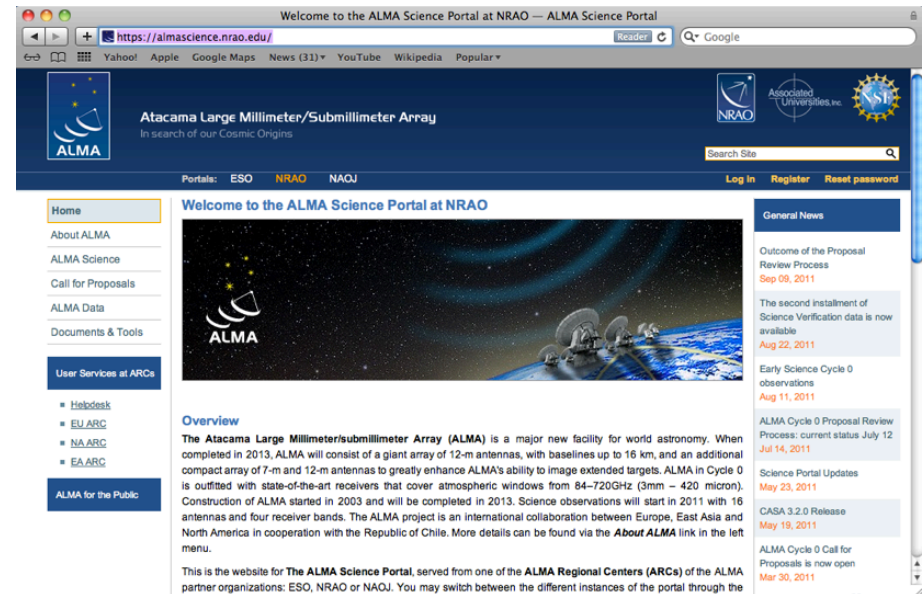 Welcome to the ALMA Science Portal at NRAO — ALMA Science Portal
https://almascience.nrao.edu/
Reader
Google
Yahoo! Apple Google Maps News (31) YouTube Wikipedia Popular
ALMA
Atacama Large Millimeter/Submillimeter Array
In search of our Cosmic Origins
NRAO
Associated
Universities, Inc.
NSF
Search Site
Portals: ESO NRAO NAOJ
Log In Register Reset password
Home
About ALMA
ALMA Science
Call for Proposals
ALMA Data
Documents & Tools
User Services at ARCs
Helpdesk
EU ARC
NA ARC
EA ARC
ALMA for the Public
Welcome to the ALMA Science Portal at NRAO
ALMA
Overview
The Atacama Large Millimeter/submillimeter Array (ALMA) is a major new facility for world astronomy. When
completed in 2013, ALMA will consist of a giant array of 12-m antennas, with baselines up to 16 km, and an additional
compact array of 7-m and 12-m antennas to greatly enhance ALMA's ability to image extended targets. ALMA in Cycle 0
is outfitted with state-of-the-art receivers that cover atmospheric windows from 84–720GHz (3mm – 420 micron).
Construction of ALMA started in 2003 and will be completed in 2013. Science observations will start in 2011 with 16
antennas and four receiver bands. The ALMA project is an international collaboration between Europe, East Asia and
North America in cooperation with the Republic of Chile. More details can be found via the About ALMA link in the left
menu.
This is the website for The ALMA Science Portal, served from one of the ALMA Regional Centers (ARCs) of the ALMA
partner organizations: ESO, NRAO or NAOJ. You may switch between the different instances of the portal through the
General News
Outcome of the Proposal
Review Process
Sep 09, 2011
The second installment of
Science Verification data is now
available
Aug 22, 2011
Early Science Cycle 0
observations
Aug 11, 2011
ALMA Cycle 0 Proposal Review
Process: current status July 12
Jul 14, 2011
Science Portal Updates
May 23, 2011
CASA 3.2.0 Release
May 19, 2011
ALMA Cycle 0 Call for
Proposals is now open
Mar 30, 2011